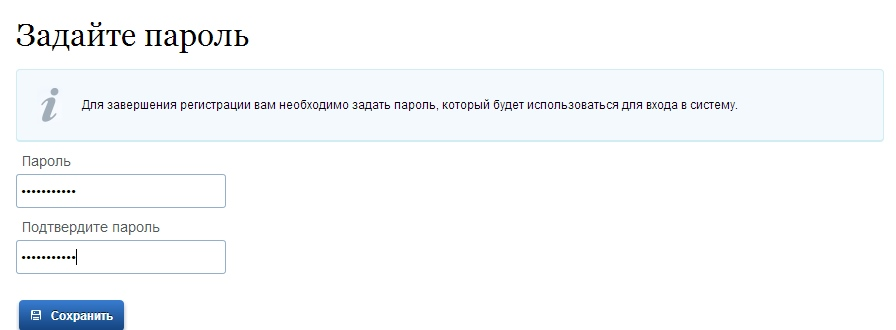 Задайте пароль
Для завершения регистрации вам необходимо задать пароль, который будет использоваться для входа в систему.
Пароль
•••••••••••
Подтвердите пароль
•••••••••••
Сохранить